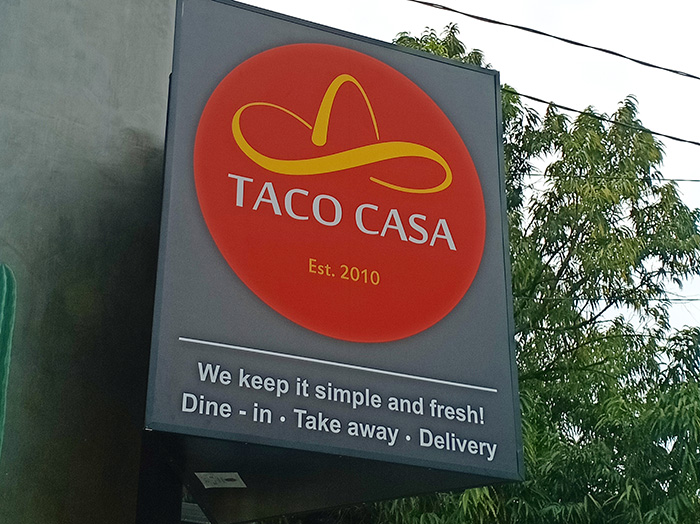 TACO CASA
Est. 2010
We keep it simple and fresh!
Dine - in • Take away • Delivery